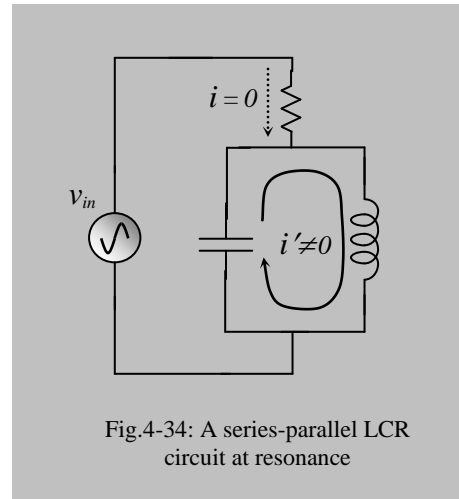 i = 0
v_in
i′≠0
Fig.4-34: A series-parallel LCR
circuit at resonance